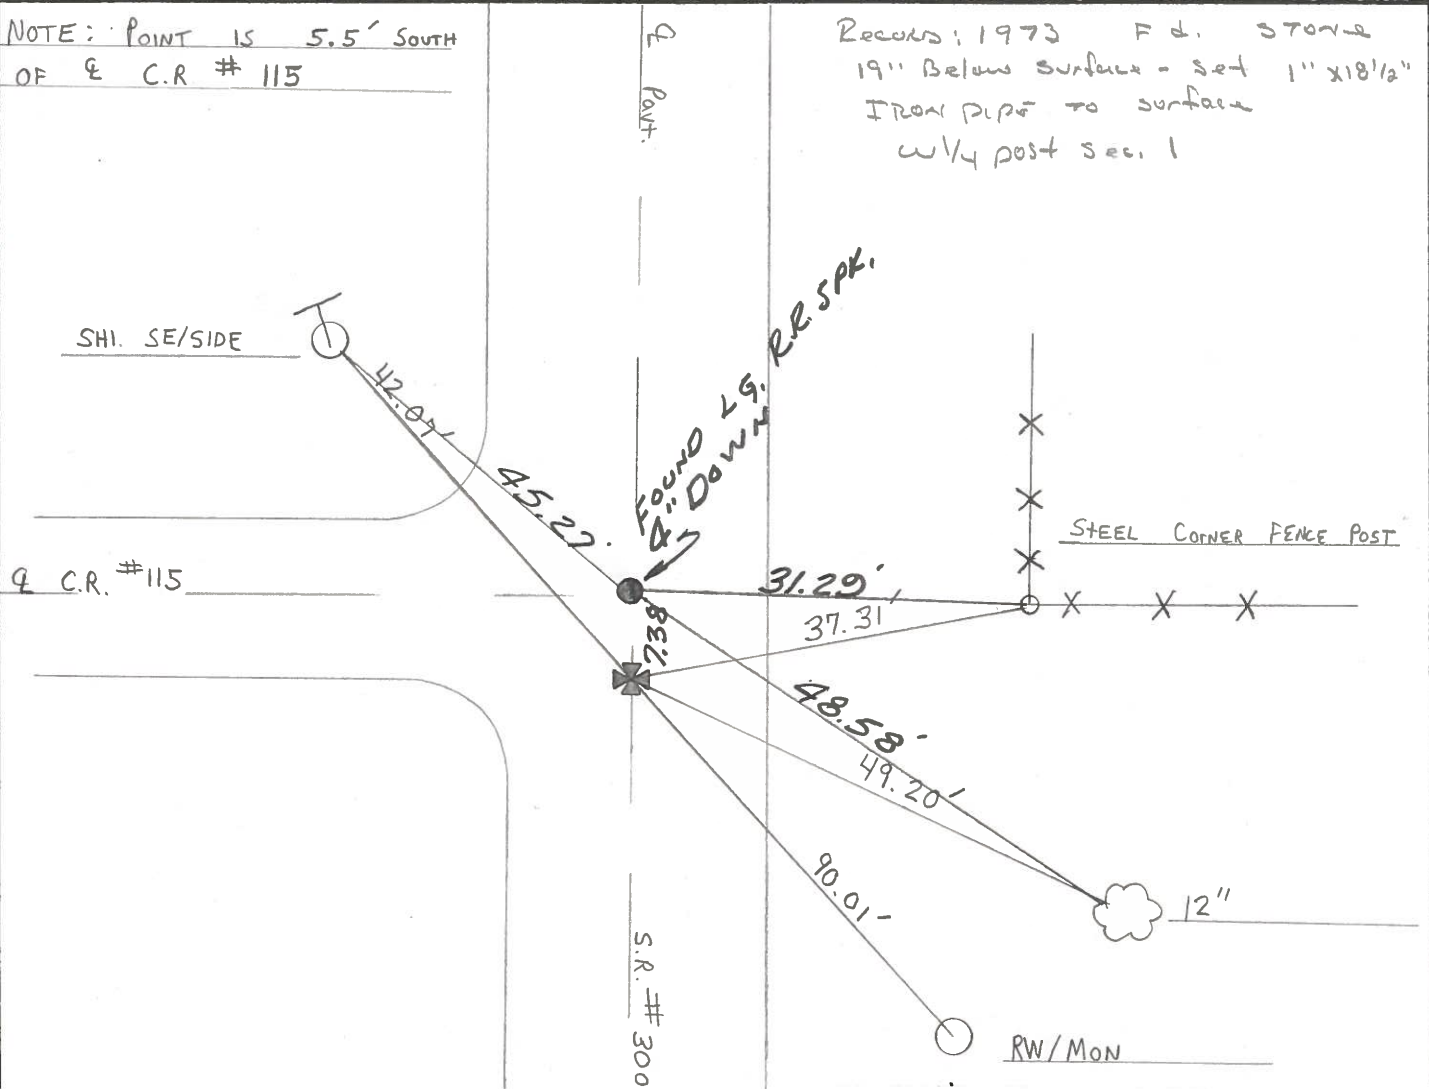 NOTE: POINT IS 5.5' SOUTH
OF ℄ C.R # 115
℄ Pavt.
Record: 1973 Fd. STONE
19" Below surface - set 1" x 18 1/2"
IRON PIPE TO surface
W 1/4 post Sec. 1
SHI. SE/SIDE
42.07'
45.27'
FOUND LG. R.R. SPK.
4" DOWN
STEEL CORNER FENCE POST
℄ C.R. #115
31.29'
37.31'
7.38
48.58'
49.20'
90.01'
12"
S.R. # 300
RW/MON